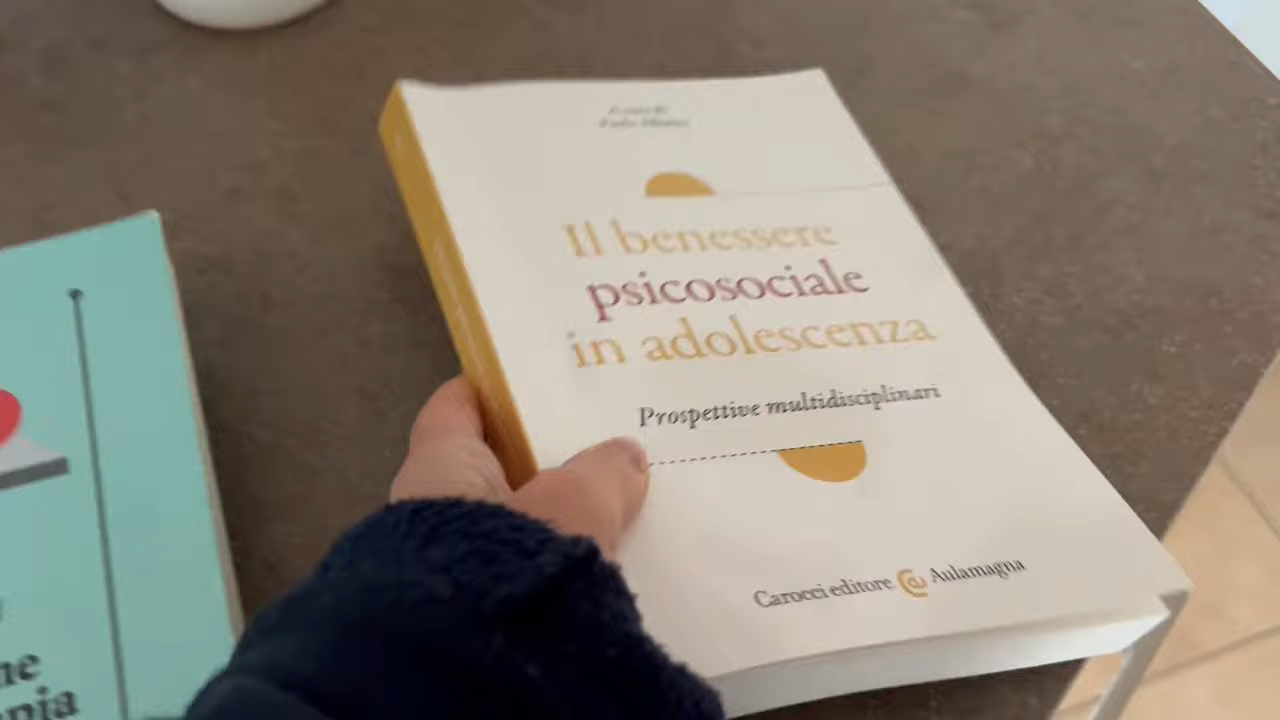 Il benessere
psicosociale
in adolescenza
Prospettive multidisciplinari
Carocci editore @ Aulamagna